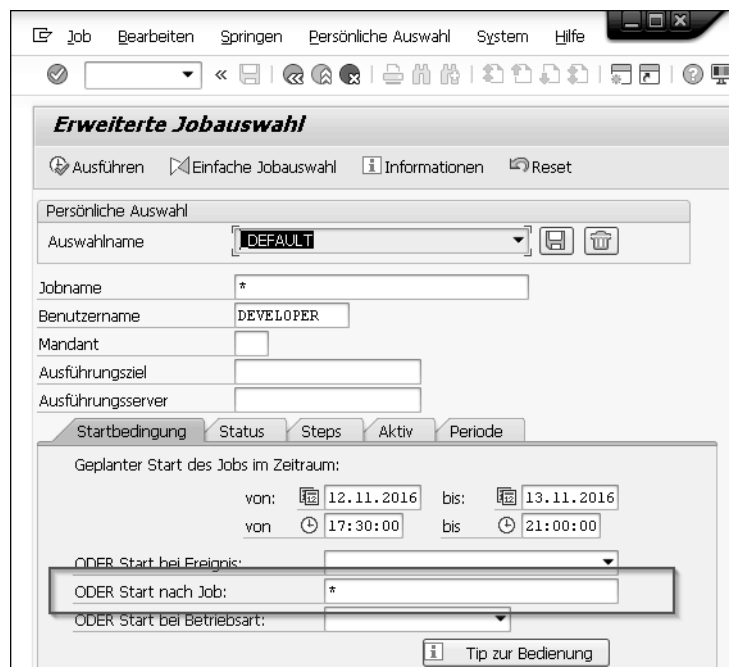 Job Bearbeiten Springen Persönliche Auswahl System Hilfe
Erweiterte Jobauswahl
Ausführen Einfache Jobauswahl Informationen Reset
Persönliche Auswahl
Auswahlname _DEFAULT
Jobname *
Benutzername DEVELOPER
Mandant
Ausführungsziel
Ausführungsserver
Startbedingung Status Steps Aktiv Periode
Geplanter Start des Jobs im Zeitraum:
von: 12.11.2016 bis: 13.11.2016
von 17:30:00 bis 21:00:00
ODER Start bei Ereignis:
ODER Start nach Job: *
ODER Start bei Betriebsart:
Tip zur Bedienung